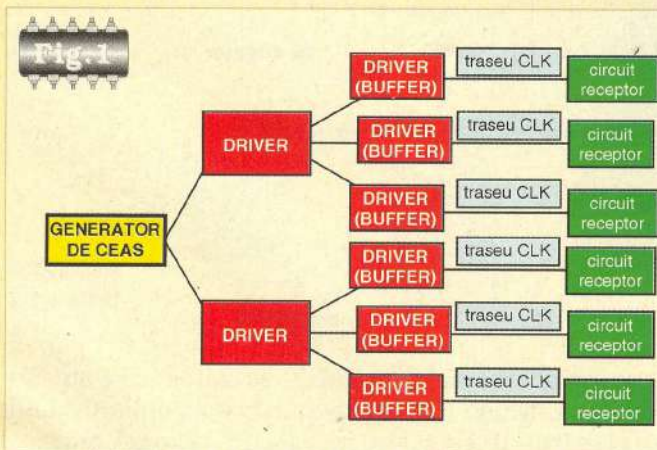 Fig.1
DRIVER
(BUFFER)
traseu CLK
circuit
receptor
DRIVER
DRIVER
(BUFFER)
traseu CLK
circuit
receptor
DRIVER
(BUFFER)
traseu CLK
circuit
receptor
GENERATOR
DE CEAS
DRIVER
(BUFFER)
traseu CLK
circuit
receptor
DRIVER
DRIVER
(BUFFER)
traseu CLK
circuit
receptor
DRIVER
(BUFFER)
traseu CLK
circuit
receptor